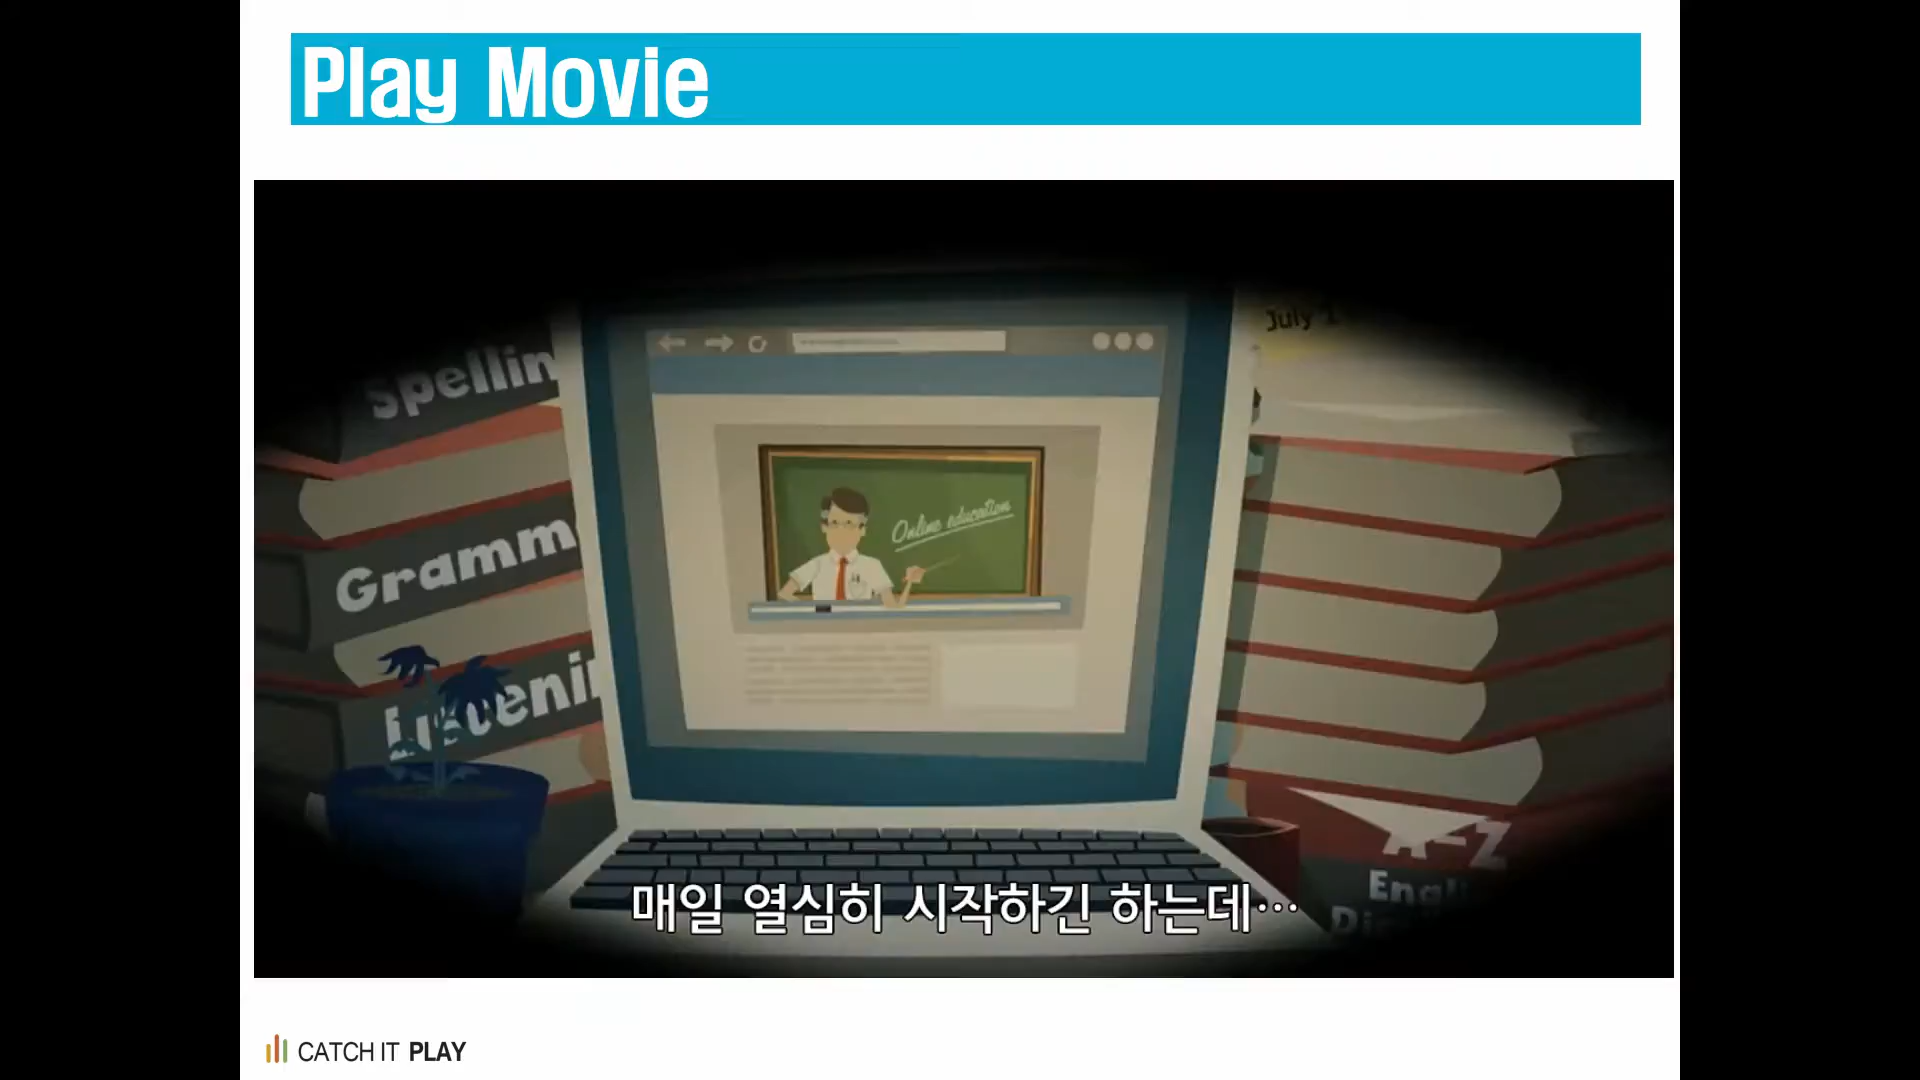 Play Movie
July 1
Spellin
Gramm
Online education
A-Z
매일 열심히 시작하긴 하는데…
CATCH IT PLAY